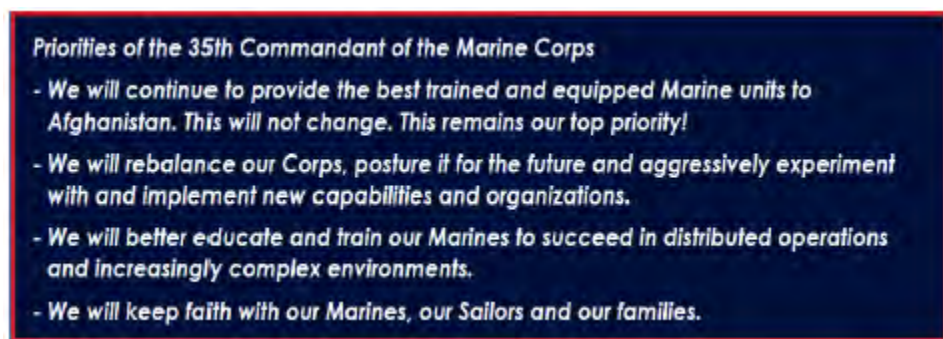 Priorities of the 35th Commandant of the Marine Corps
- We will continue to provide the best trained and equipped Marine units to
Afghanistan. This will not change. This remains our top priority!
- We will rebalance our Corps, posture it for the future and aggressively experiment
with and implement new capabilities and organizations.
- We will better educate and train our Marines to succeed in distributed operations
and increasingly complex environments.
- We will keep faith with our Marines, our Sailors and our families.